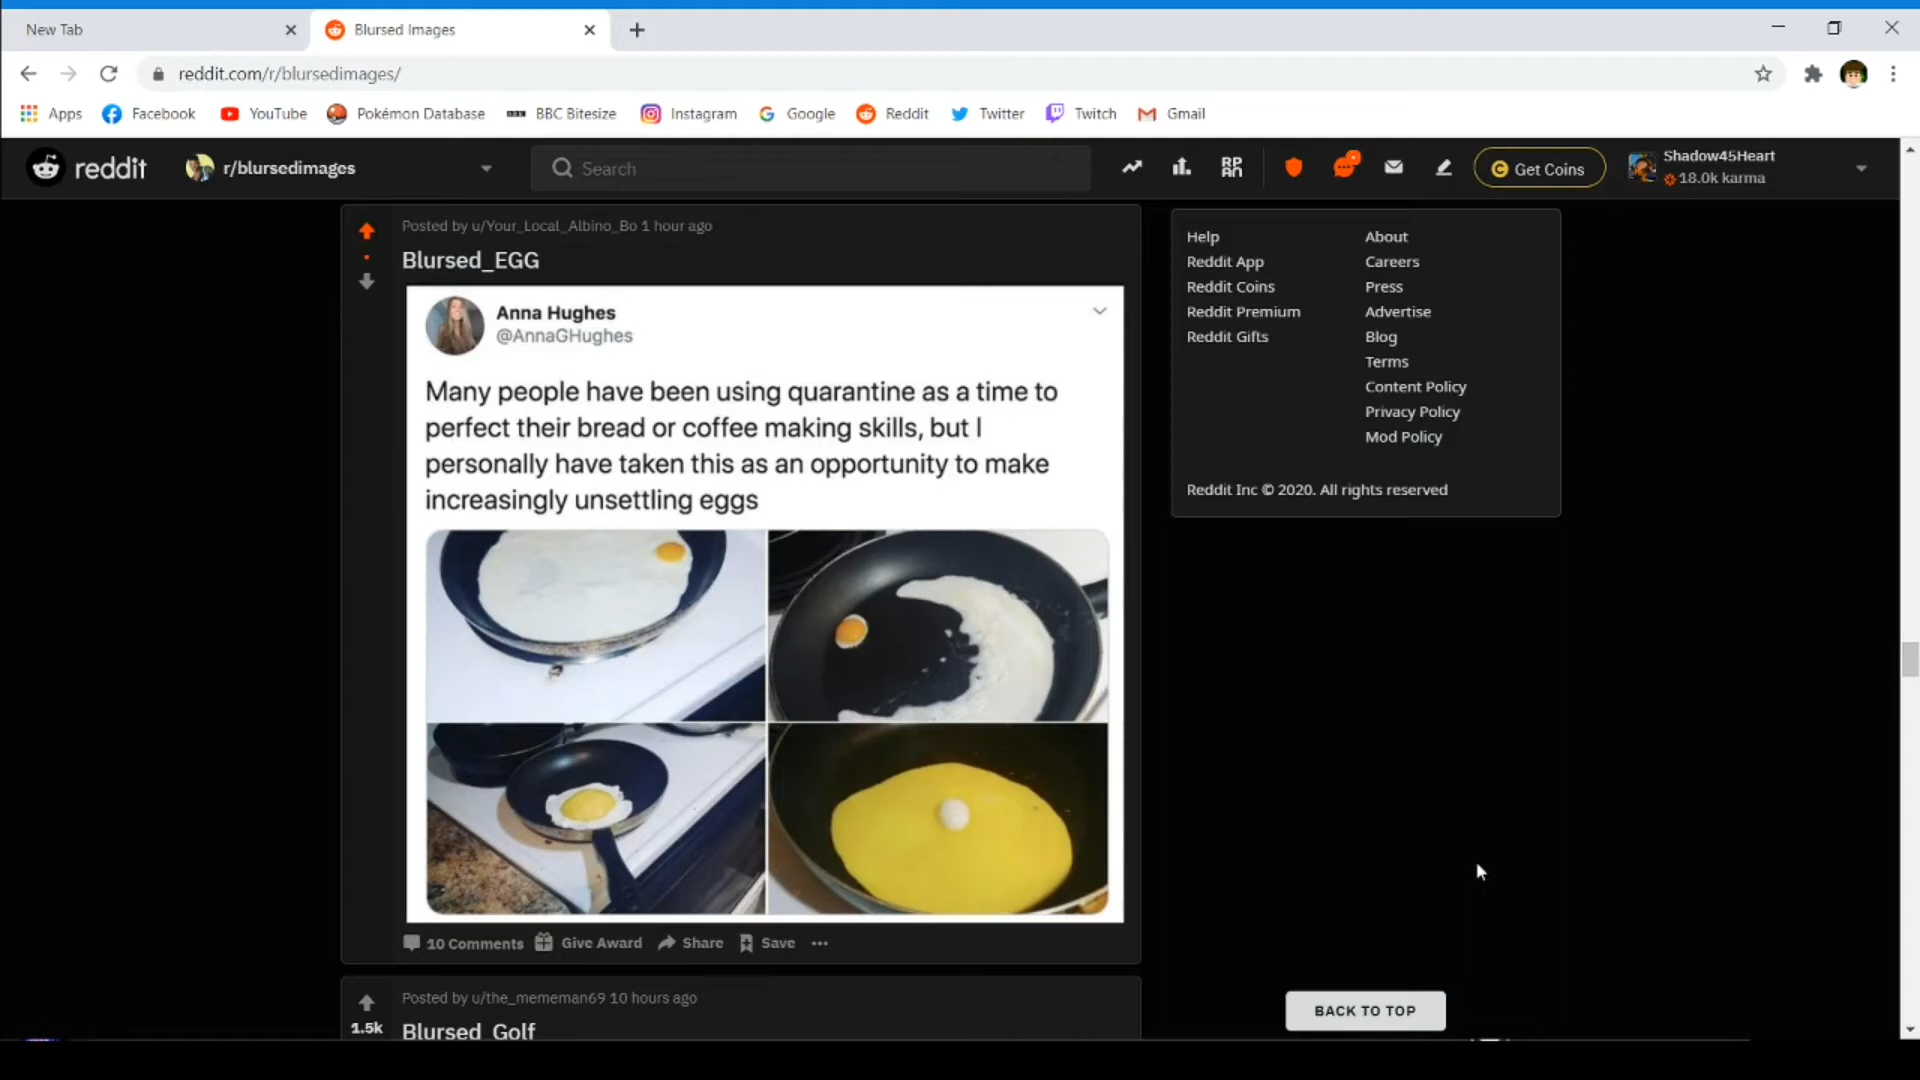 New Tab
Blursed Images
reddit.com/r/blursedimages/
Apps Facebook YouTube Pokémon Database BBC Bitesize Instagram Google Reddit Twitter Twitch Gmail
reddit r/blursedimages Search Get Coins Shadow45Heart
18.0k karma
Posted by u/Your_Local_Albino_Bo 1 hour ago
Blursed_EGG
Anna Hughes
@AnnaGHughes
Many people have been using quarantine as a time to
perfect their bread or coffee making skills, but I
personally have taken this as an opportunity to make
increasingly unsettling eggs
10 Comments Give Award Share Save
Posted by u/the_mememan69 10 hours ago
1.5k
Blursed_Golf
Help About
Reddit App Careers
Reddit Coins Press
Reddit Premium Advertise
Reddit Gifts Blog
Terms
Content Policy
Privacy Policy
Mod Policy
Reddit Inc © 2020. All rights reserved
BACK TO TOP